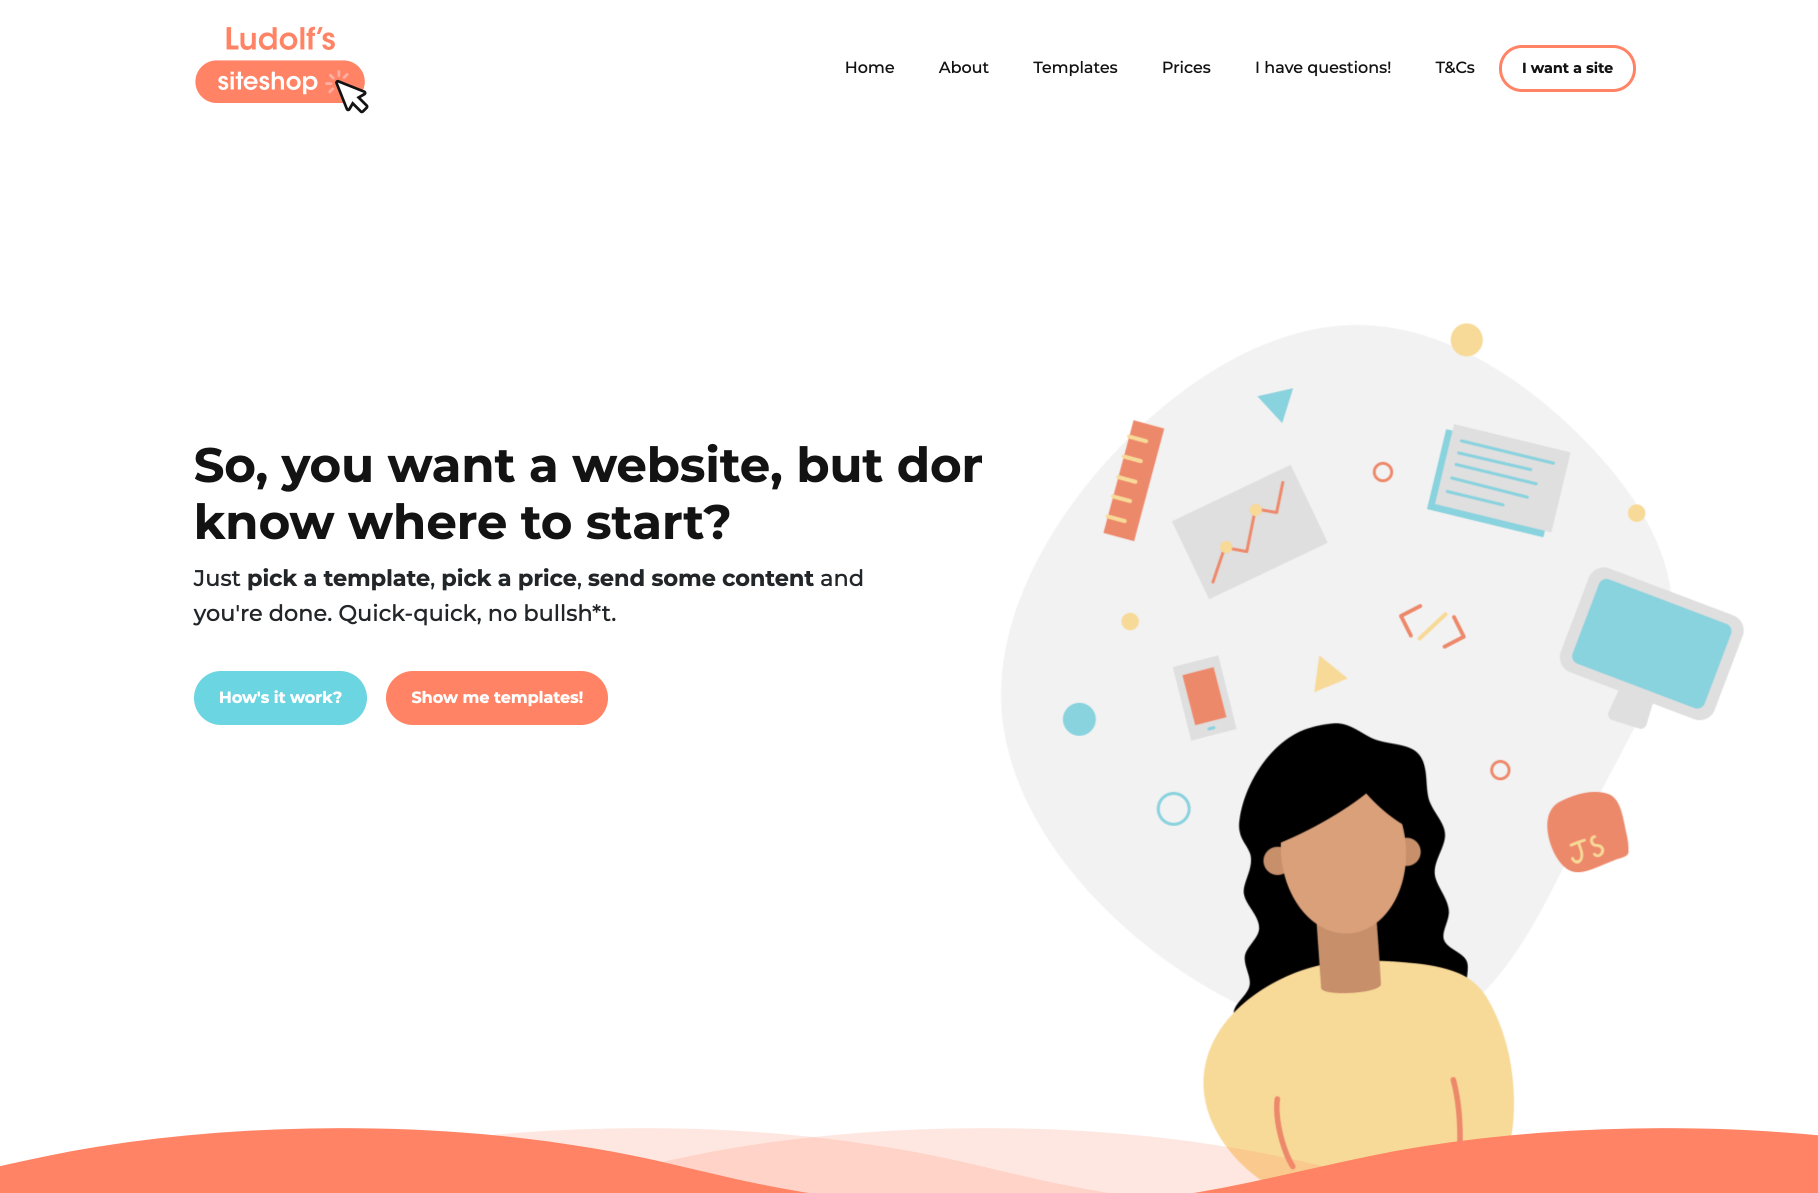 Ludolf's
siteshop
Home About Templates Prices I have questions! T&Cs I want a site
So, you want a website, but dor
know where to start?
Just pick a template, pick a price, send some content and
you're done. Quick-quick, no bullsh*t.
How's it work? Show me templates!
JS